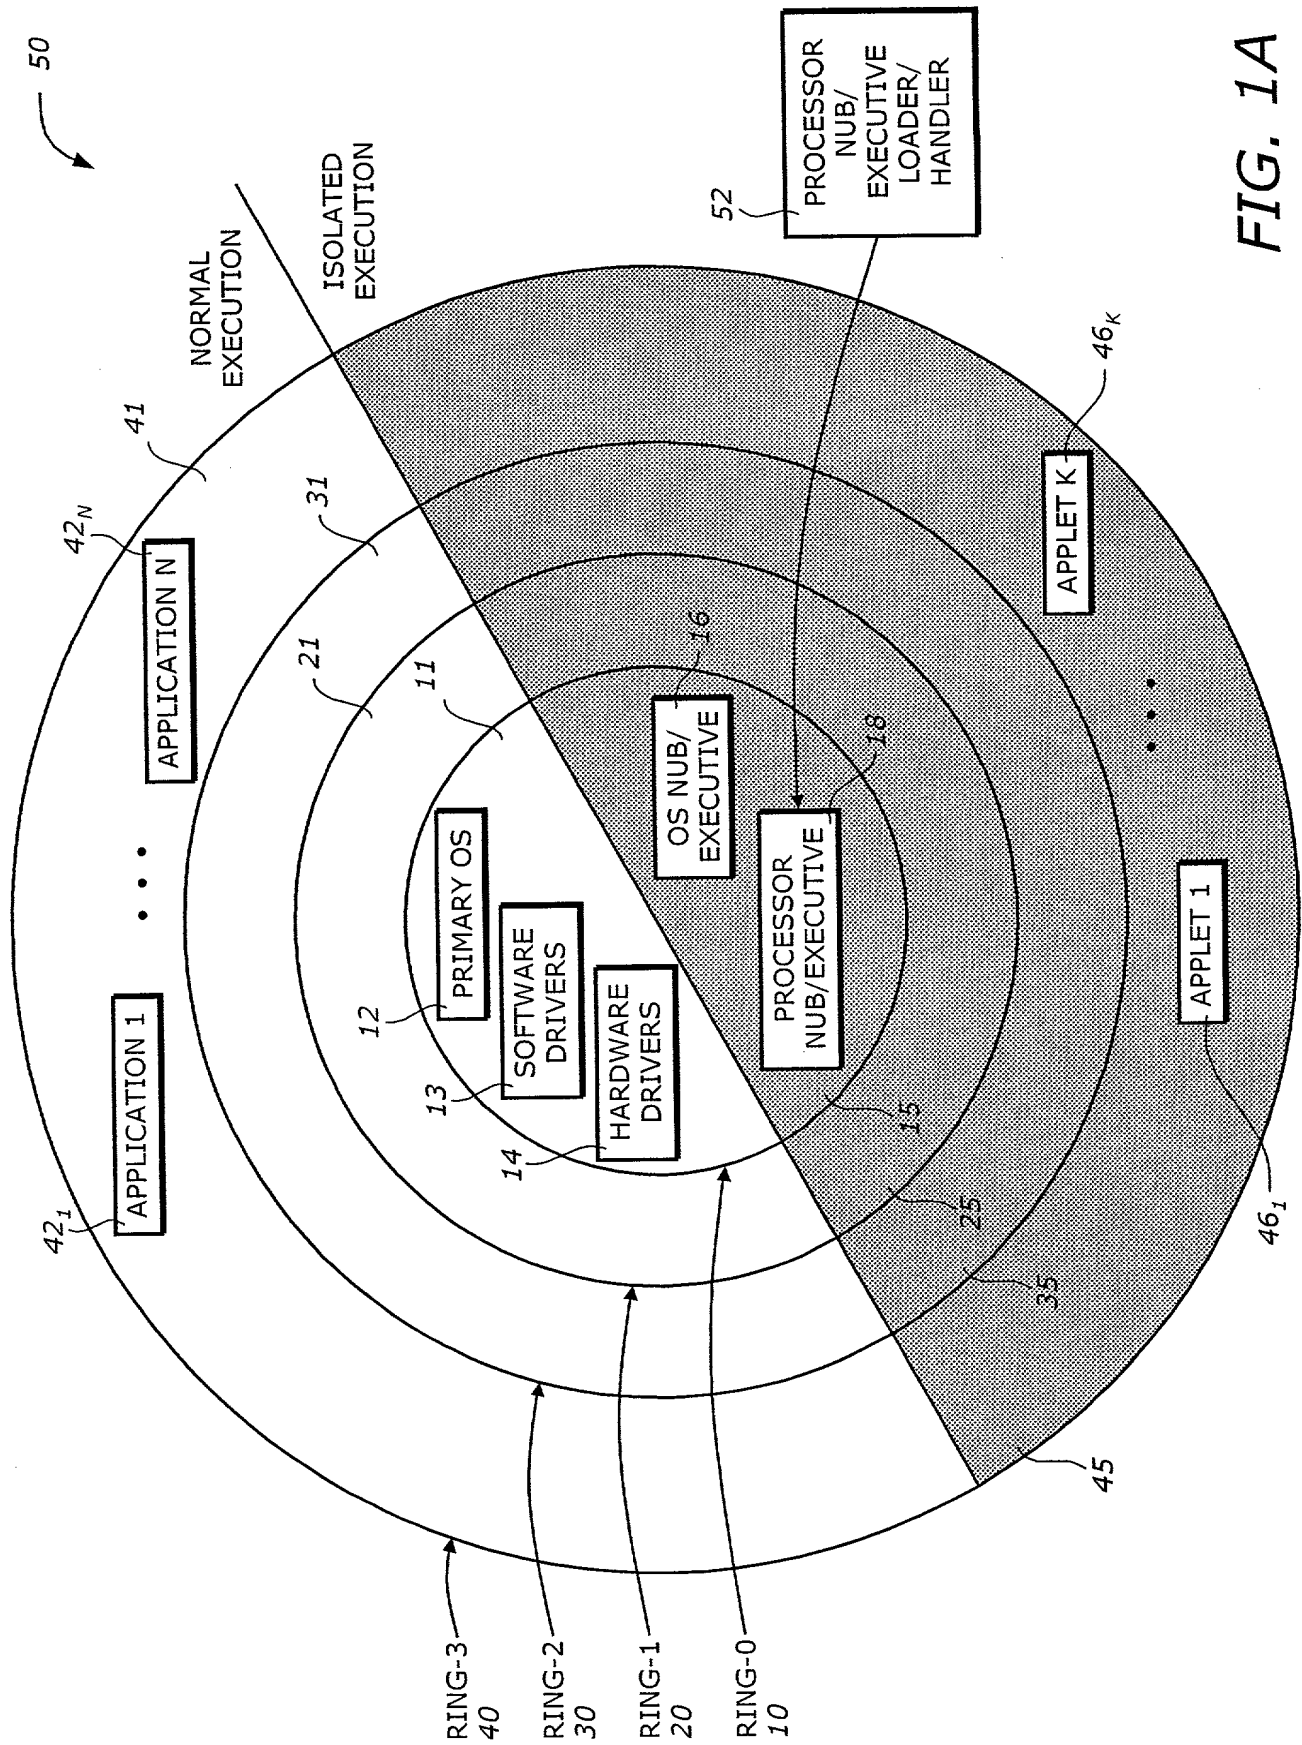 50
NORMAL
EXECUTION
ISOLATED
EXECUTION
41
42N
APPLICATION N
31
21
11
42₁
APPLICATION 1
12
PRIMARY OS
13
SOFTWARE
DRIVERS
14
HARDWARE
DRIVERS
16
OS NUB/
EXECUTIVE
18
PROCESSOR
NUB/EXECUTIVE
52
PROCESSOR
NUB/
EXECUTIVE
LOADER/
HANDLER
15
25
35
45
APPLET 1
46₁
APPLET K
46K
RING-3
40
RING-2
30
RING-1
20
RING-0
10
FIG. 1A